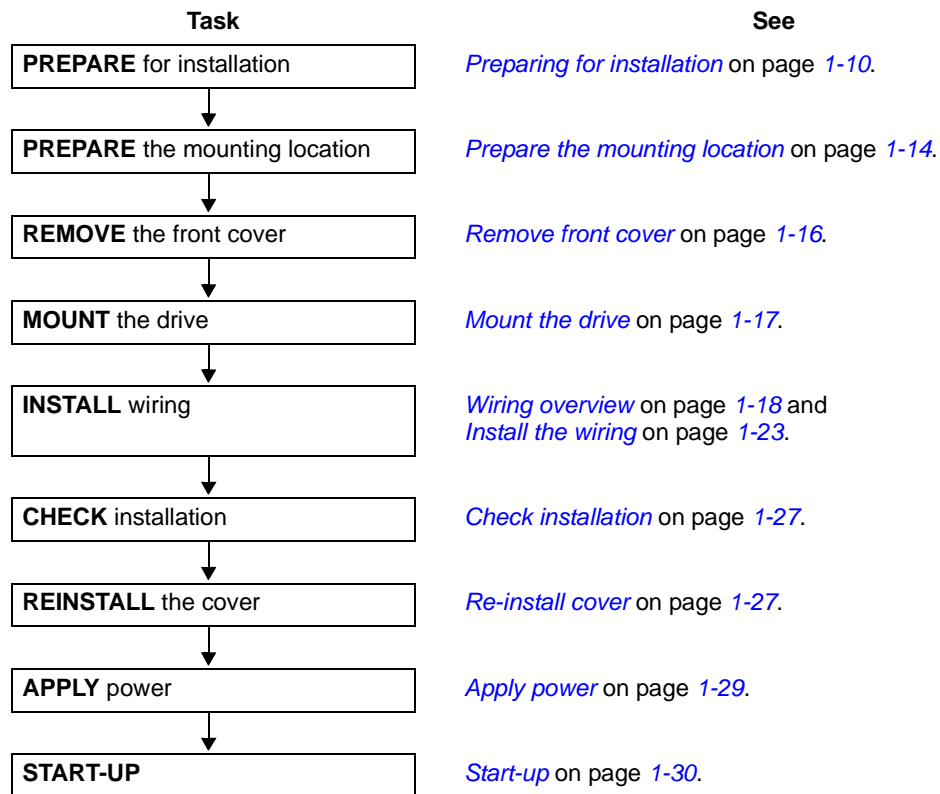 Task See
PREPARE for installation Preparing for installation on page 1-10.
PREPARE the mounting location Prepare the mounting location on page 1-14.
REMOVE the front cover Remove front cover on page 1-16.
MOUNT the drive Mount the drive on page 1-17.
INSTALL wiring Wiring overview on page 1-18 and
Install the wiring on page 1-23.
CHECK installation Check installation on page 1-27.
REINSTALL the cover Re-install cover on page 1-27.
APPLY power Apply power on page 1-29.
START-UP Start-up on page 1-30.